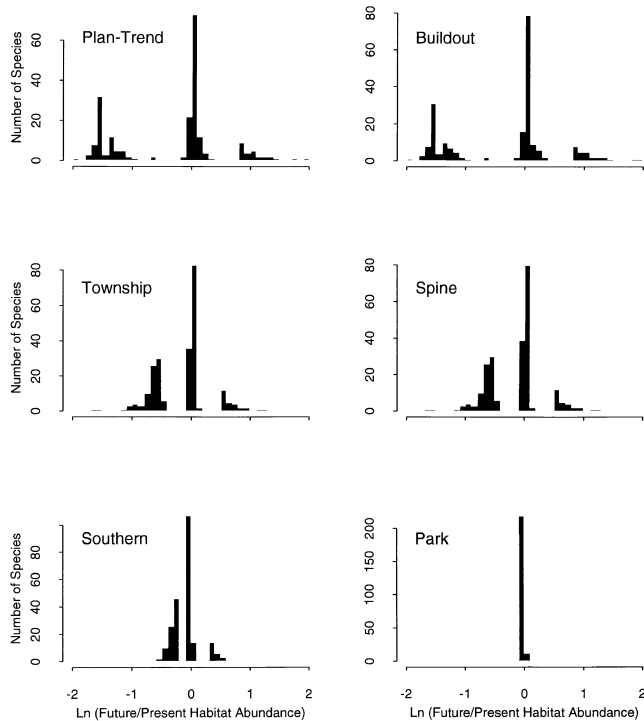 Plan-Trend
Number of Species
0 20 40 60
Buildout
0 20 40 60 80
Township
Number of Species
0 20 40 60 80
Spine
0 20 40 60 80
Southern
Number of Species
0 20 40 60 80
-2 -1 0 1 2
Ln (Future/Present Habitat Abundance)
Park
0 50 100 150 200
-2 -1 0 1 2
Ln (Future/Present Habitat Abundance)